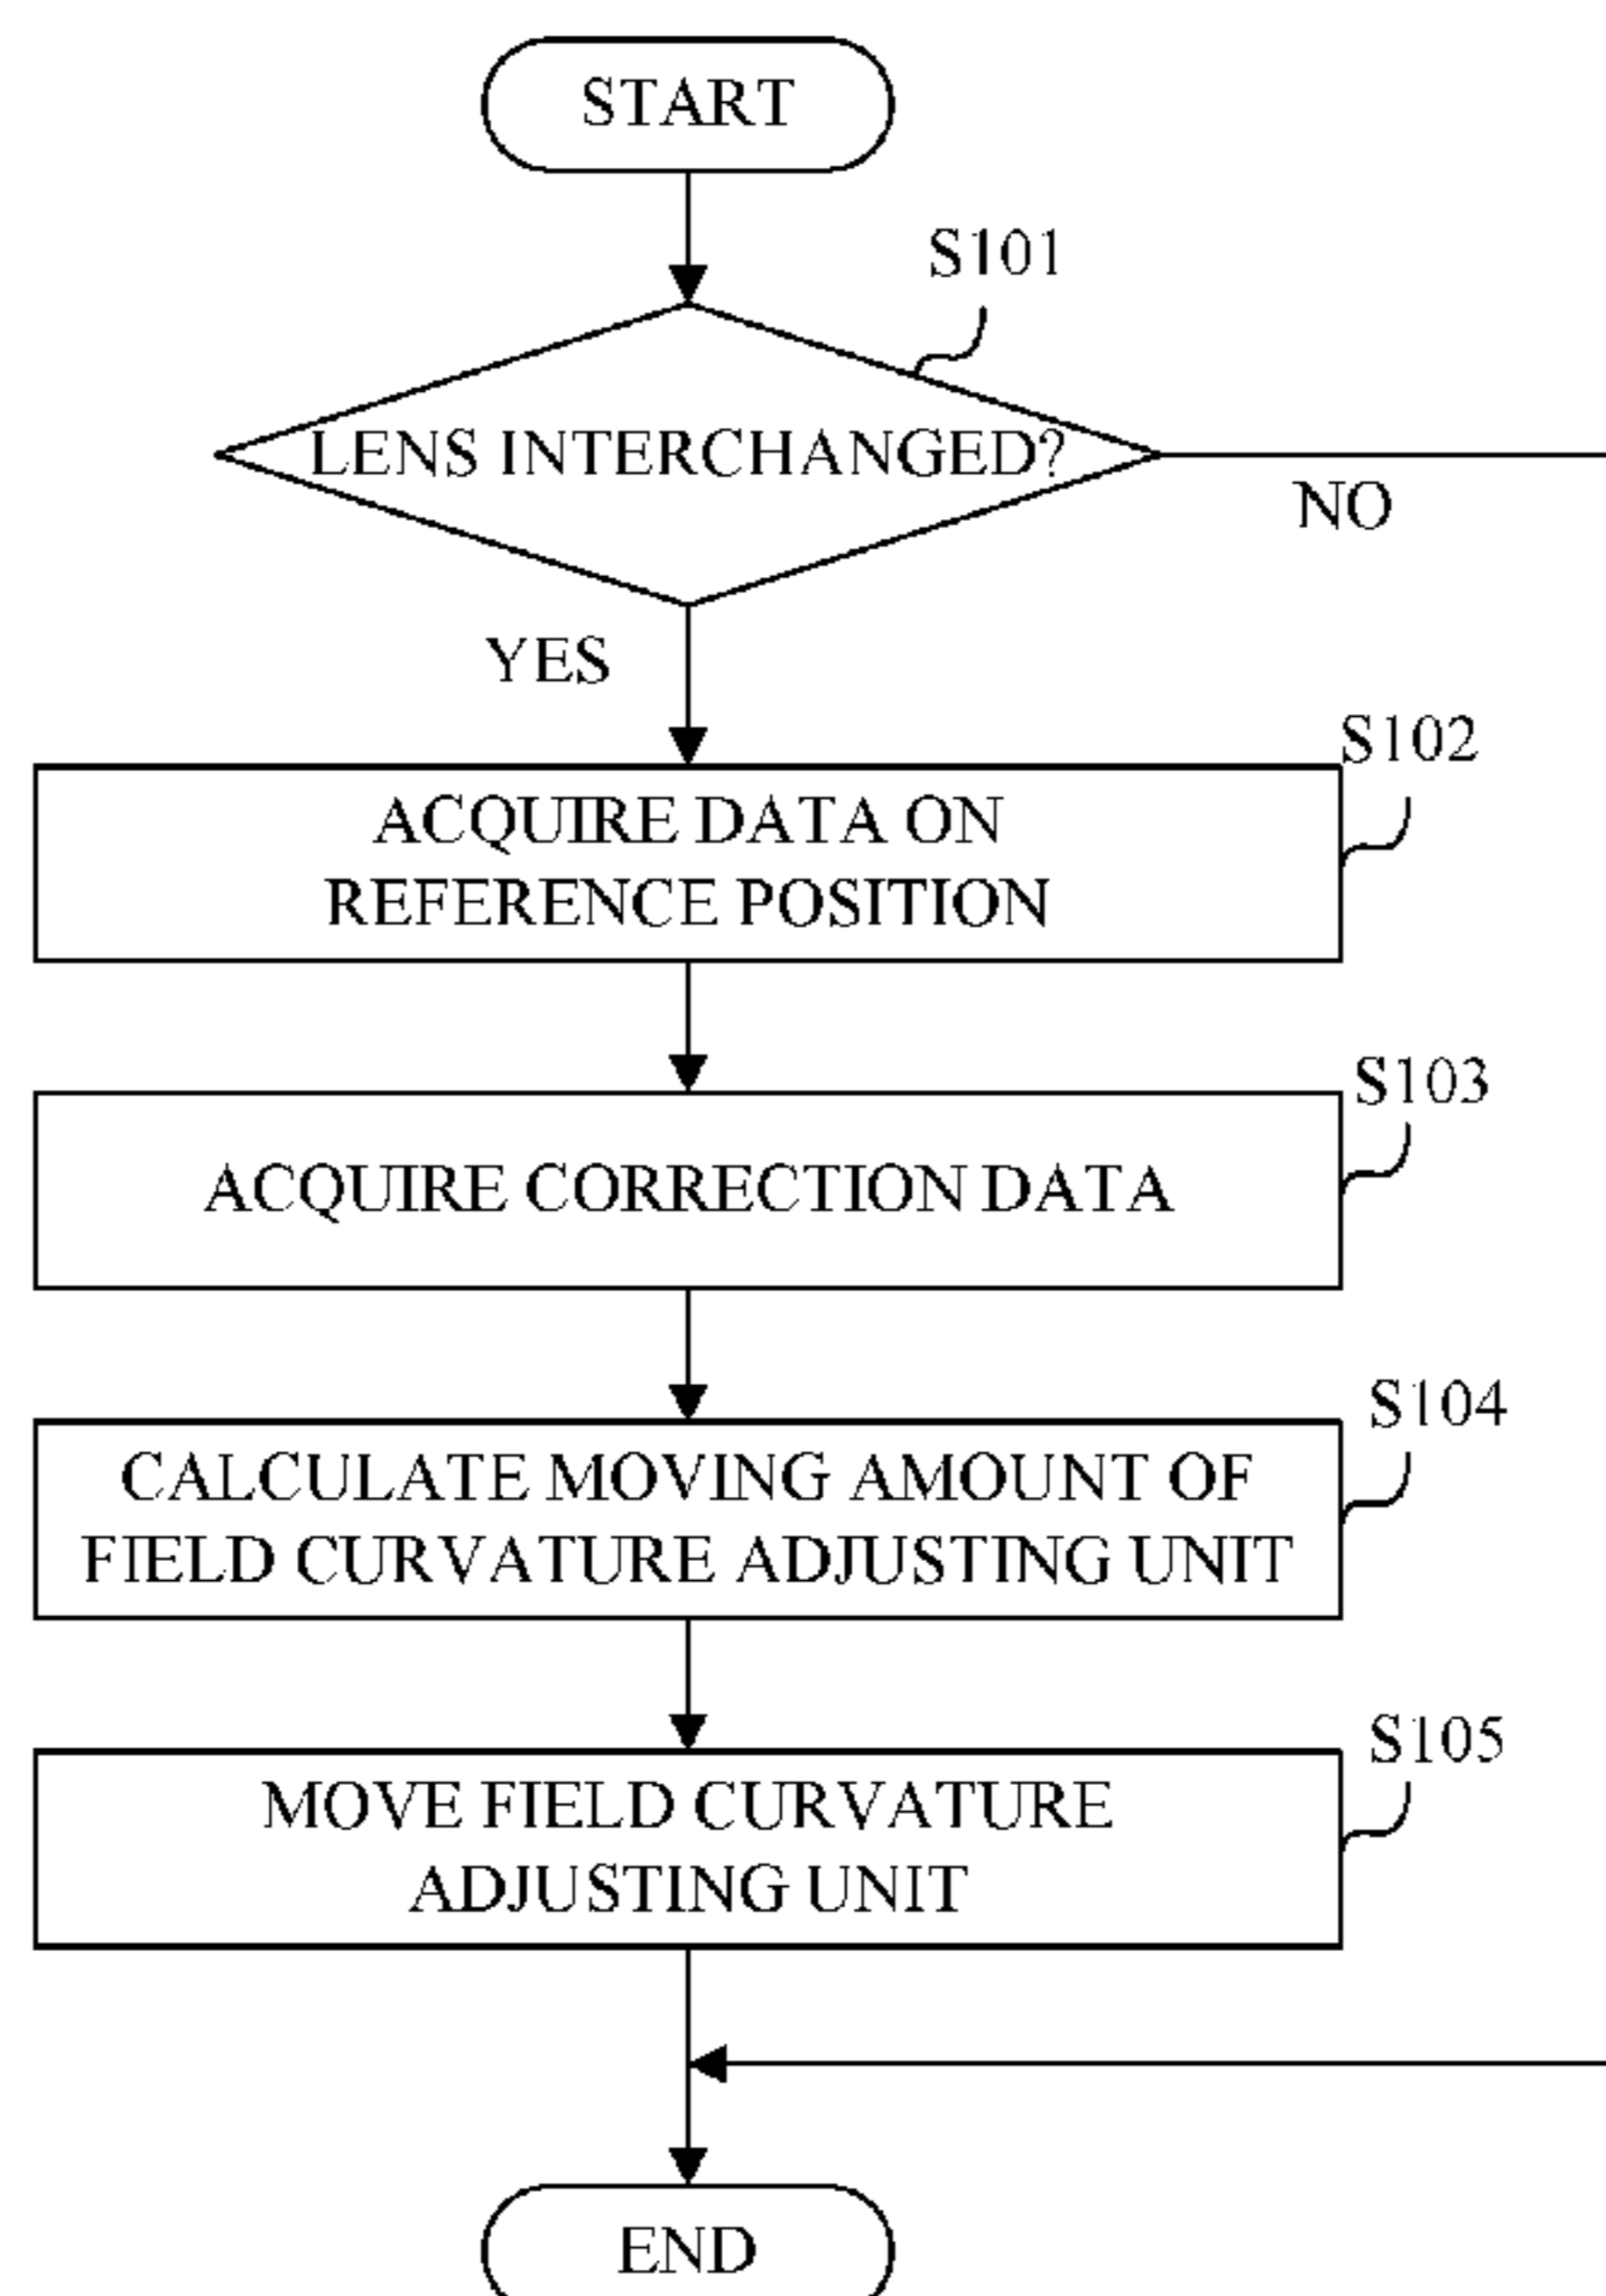 START
S101
LENS INTERCHANGED?
NO
YES
S102
ACQUIRE DATA ON
REFERENCE POSITION
S103
ACQUIRE CORRECTION DATA
S104
CALCULATE MOVING AMOUNT OF
FIELD CURVATURE ADJUSTING UNIT
S105
MOVE FIELD CURVATURE
ADJUSTING UNIT
END